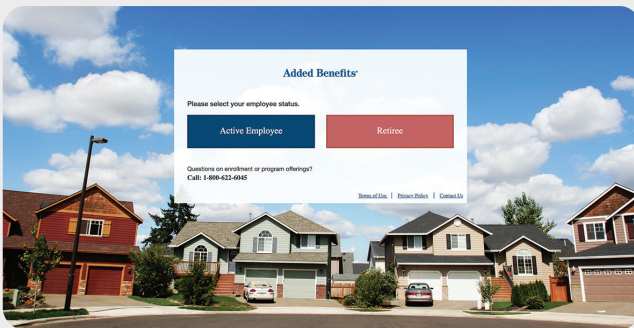 Added Benefits®
Please select your employee status.
Active Employee
Retiree
Questions on enrollment or program offerings?
Call: 1-800-622-6045
Terms of Use | Privacy Policy | Contact Us